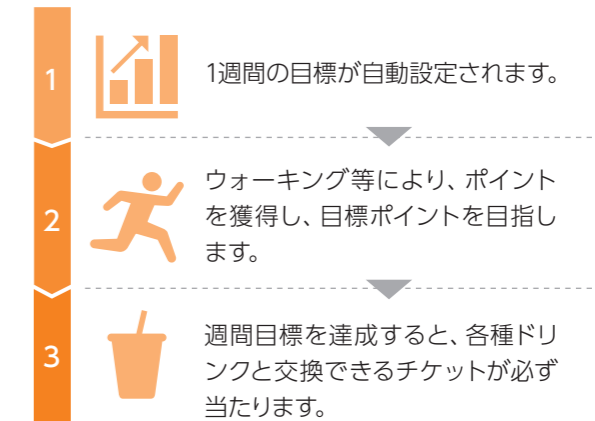 1
1週間の目標が自動設定されます。
2
ウォーキング等により、ポイント
を獲得し、目標ポイントを目指し
ます。
3
週間目標を達成すると、各種ドリ
ンクと交換できるチケットが必ず
当たります。